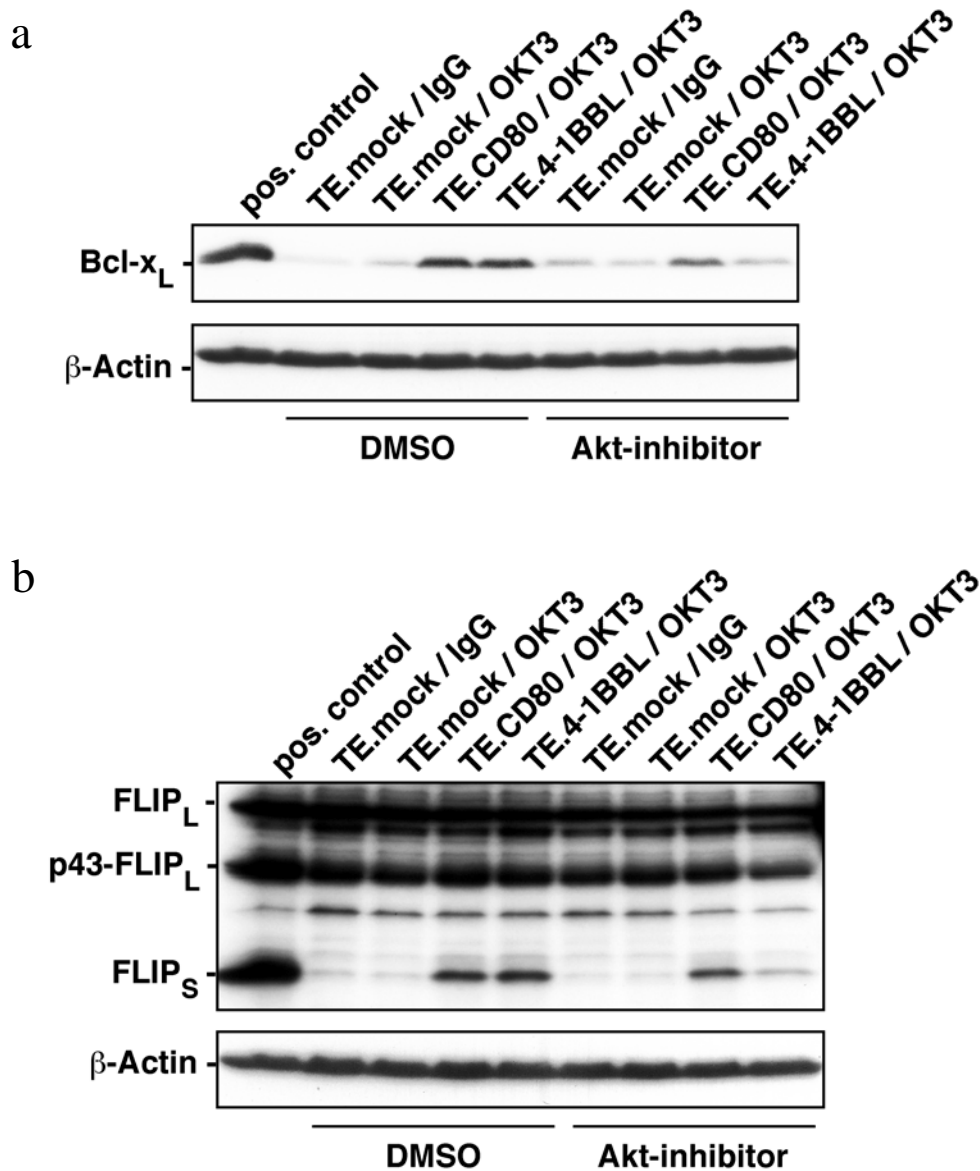 a
pos. control
TE.mock / IgG
TE.mock / OKT3
TE.CD80 / OKT3
TE.4-1BBL / OKT3
TE.mock / IgG
TE.mock / OKT3
TE.CD80 / OKT3
TE.4-1BBL / OKT3
Bcl-xL -
β-Actin -
DMSO Akt-inhibitor
b
pos. control
TE.mock / IgG
TE.mock / OKT3
TE.CD80 / OKT3
TE.4-1BBL / OKT3
TE.mock / IgG
TE.mock / OKT3
TE.CD80 / OKT3
TE.4-1BBL / OKT3
FLIPL -
p43-FLIPL -
FLIPS -
β-Actin -
DMSO Akt-inhibitor